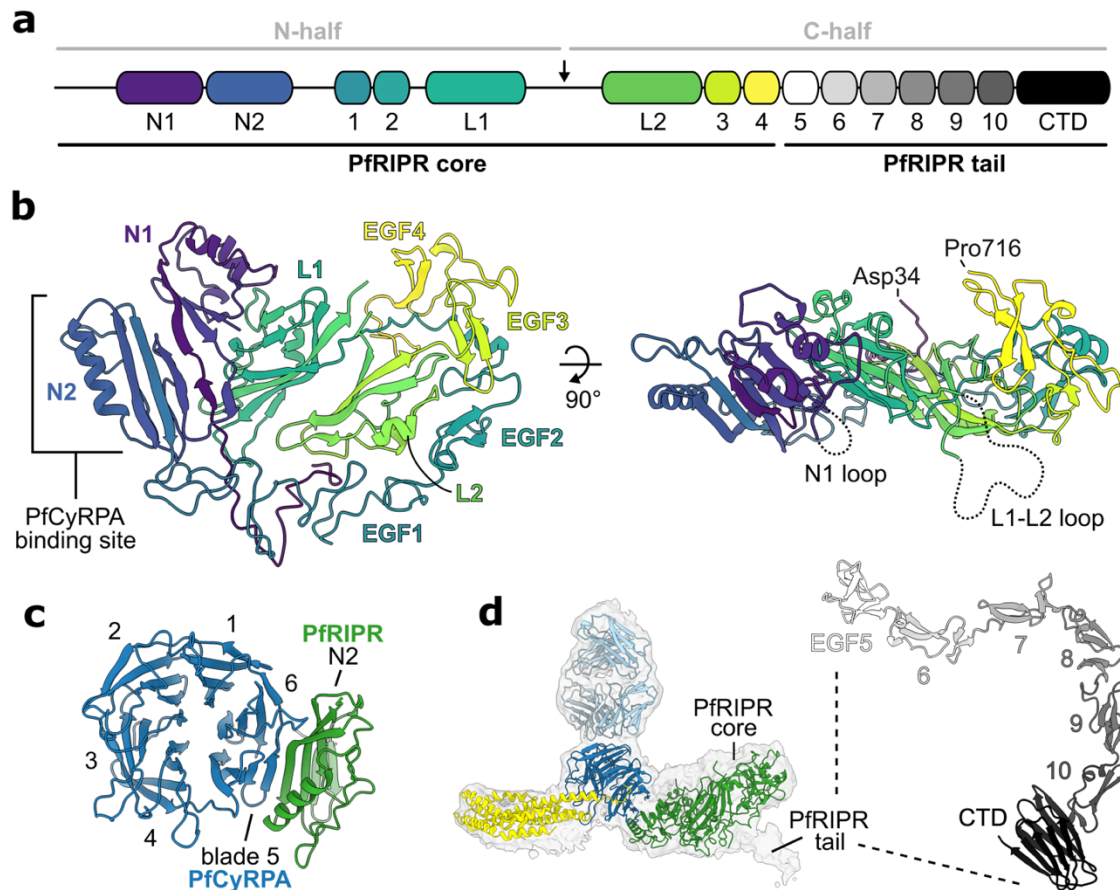 a
N-half
C-half
N1
N2
1
2
L1
L2
3
4
5
6
7
8
9
10
CTD
PfRIPR core
PfRIPR tail
b
N1
N2
L1
EGF4
EGF3
EGF2
L2
EGF1
PfCyRPA
binding site
90°
Asp34
Pro716
N1 loop
L1-L2 loop
c
1
2
3
4
6
PfRIPR
N2
blade 5
PfCyRPA
d
PfRIPR
core
PfRIPR
tail
EGF5
6
7
8
9
10
CTD